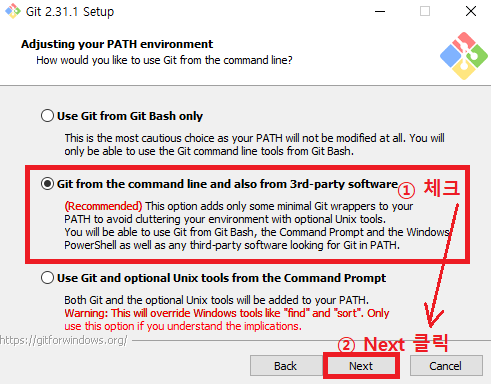 Git 2.31.1 Setup
Adjusting your PATH environment
How would you like to use Git from the command line?
Use Git from Git Bash only
This is the most cautious choice as your PATH will not be modified at all. You will
only be able to use the Git command line tools from Git Bash.
Git from the command line and also from 3rd-party software
① 체크
(Recommended) This option adds only some minimal Git wrappers to your
PATH to avoid cluttering your environment with optional Unix tools.
You will be able to use Git from Git Bash, the Command Prompt and the Windows
PowerShell as well as any third-party software looking for Git in PATH.
Use Git and optional Unix tools from the Command Prompt
Both Git and the optional Unix tools will be added to your PATH.
Warning: This will override Windows tools like "find" and "sort". Only
use this option if you understand the implications.
https://gitforwindows.org/
② Next 클릭
Back
Next
Cancel